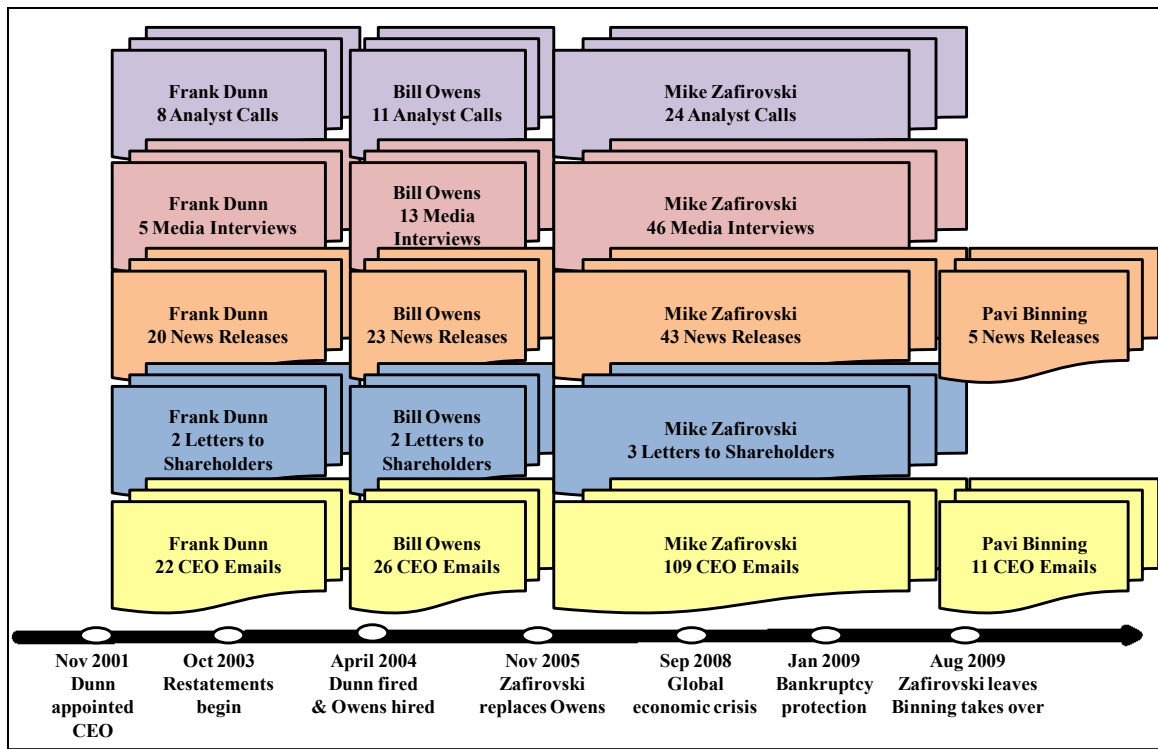 Frank Dunn
8 Analyst Calls
Bill Owens
11 Analyst Calls
Mike Zafirovski
24 Analyst Calls
Frank Dunn
5 Media Interviews
Bill Owens
13 Media
Interviews
Mike Zafirovski
46 Media Interviews
Frank Dunn
20 News Releases
Bill Owens
23 News Releases
Mike Zafirovski
43 News Releases
Pavi Binning
5 News Releases
Frank Dunn
2 Letters to
Shareholders
Bill Owens
2 Letters to
Shareholders
Mike Zafirovski
3 Letters to Shareholders
Frank Dunn
22 CEO Emails
Bill Owens
26 CEO Emails
Mike Zafirovski
109 CEO Emails
Pavi Binning
11 CEO Emails
Nov 2001
Dunn
appointed
CEO
Oct 2003
Restatements
begin
April 2004
Dunn fired
& Owens hired
Nov 2005
Zafirovski
replaces Owens
Sep 2008
Global
economic crisis
Jan 2009
Bankruptcy
protection
Aug 2009
Zafirovski leaves
Binning takes over